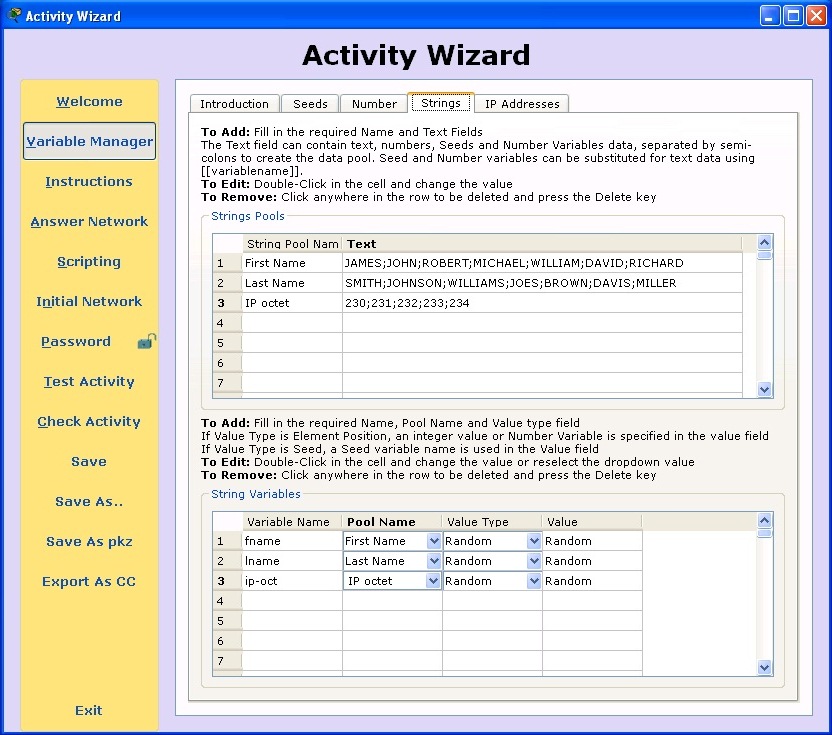 Activity Wizard
Activity Wizard
Welcome
Variable Manager
Instructions
Answer Network
Scripting
Initial Network
Password
Test Activity
Check Activity
Save
Save As..
Save As pkz
Export As CC
Exit
Introduction Seeds Number Strings IP Addresses
To Add: Fill in the required Name and Text Fields
The Text field can contain text, numbers, Seeds and Number Variables data, separated by semi-
colons to create the data pool. Seed and Number variables can be substituted for text data using
[[variablename]].
To Edit: Double-Click in the cell and change the value
To Remove: Click anywhere in the row to be deleted and press the Delete key
Strings Pools
String Pool Nam Text
1 First Name JAMES;JOHN;ROBERT;MICHAEL;WILLIAM;DAVID;RICHARD
2 Last Name SMITH;JOHNSON;WILLIAMS;JOES;BROWN;DAVIS;MILLER
3 IP octet 230;231;232;233;234
4
5
6
7
To Add: Fill in the required Name, Pool Name and Value type field
If Value Type is Element Position, an integer value or Number Variable is specified in the value field
If Value Type is Seed, a Seed variable name is used in the Value field
To Edit: Double-Click in the cell and change the value or reselect the dropdown value
To Remove: Click anywhere in the row to be deleted and press the Delete key
String Variables
Variable Name Pool Name Value Type Value
1 fname First Name Random Random
2 lname Last Name Random Random
3 ip-oct IP octet Random Random
4
5
6
7